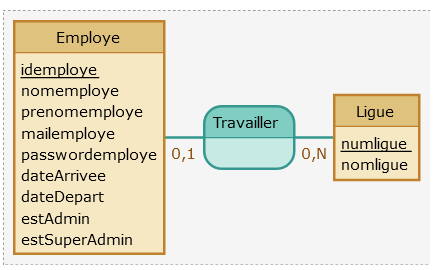 Employe
idemploye
nomemploye
prenomemploye
mailemploye
passwordemploye
dateArrivee
dateDepart
estAdmin
estSuperAdmin
0,1
Travailler
0,N
Ligue
numligue
nomligue